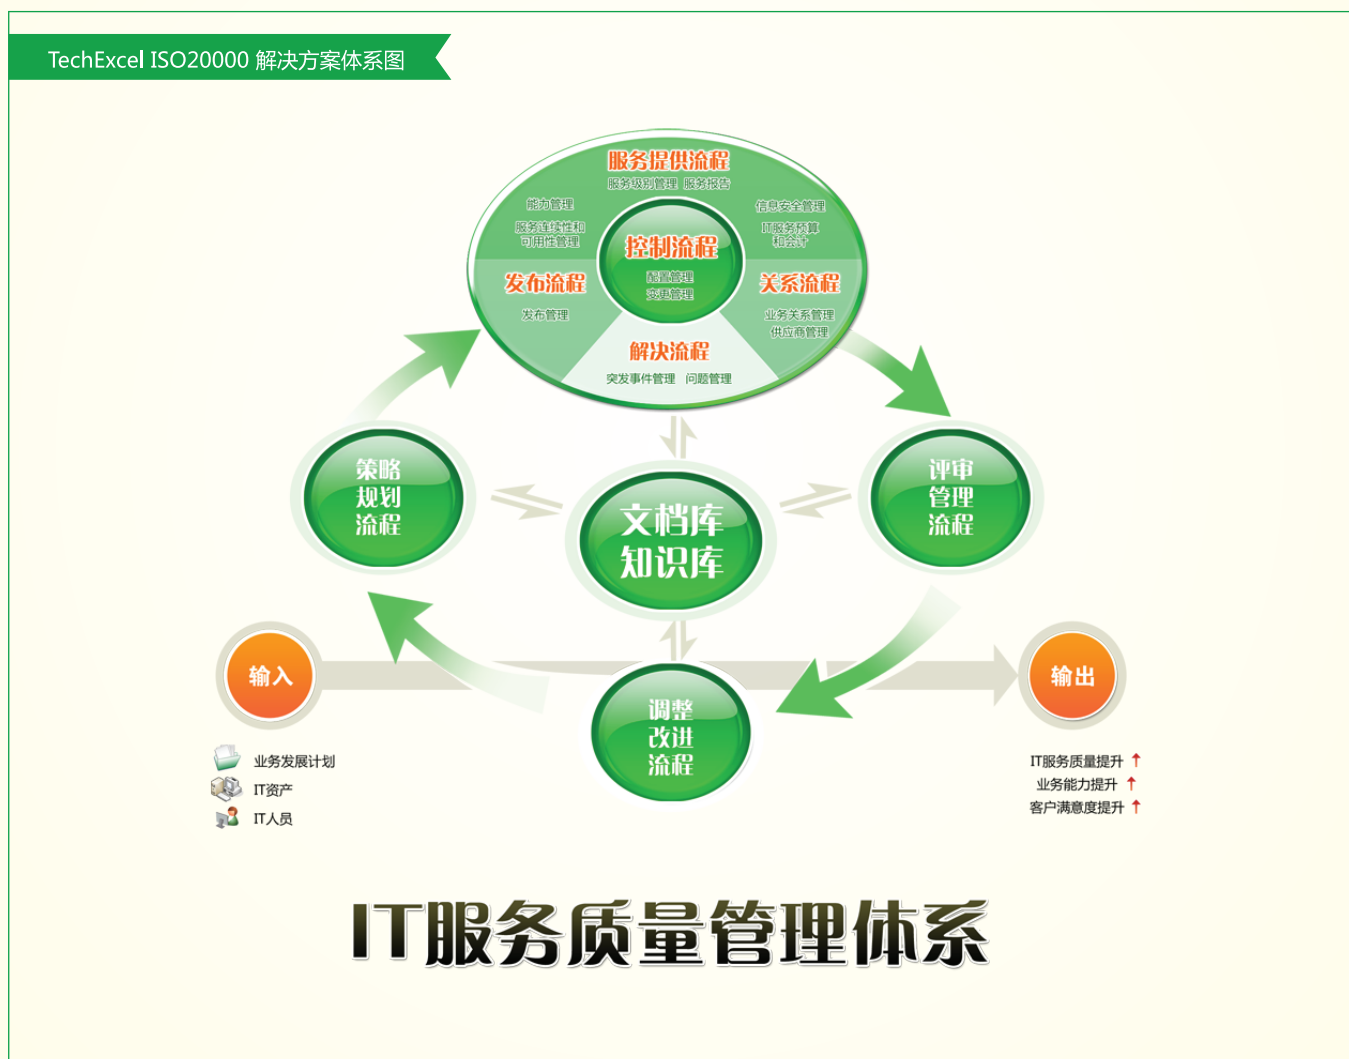 TechExcel ISO20000 解决方案体系图
服务提供流程
服务级别管理 服务报告
能力管理
信息安全管理
服务连续性和
可用性管理
IT服务预算
和会计
控制流程
配置管理
变更管理
发布流程
发布管理
关系流程
业务关系管理
供应商管理
解决流程
突发事件管理 问题管理
策略
规划
流程
文档库
知识库
评审
管理
流程
输入
调整
改进
流程
输出
业务发展计划
IT资产
IT人员
IT服务质量提升
业务能力提升
客户满意度提升
IT服务质量管理体系